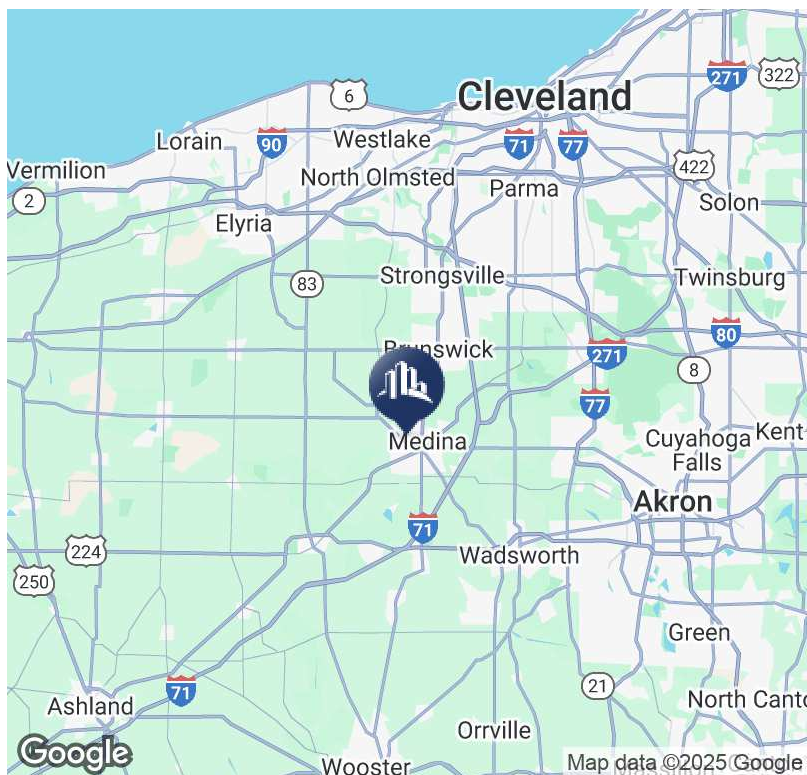 271
322
6
Cleveland
Lorain
90
Westlake
71
77
Vermilion
North Olmsted
Parma
422
2
Solon
Elyria
83
Strongsville
Twinsburg
80
Brunswick
271
8
77
Medina
Cuyahoga
Falls
Kent
Akron
71
224
Wadsworth
250
Green
71
21
Ashland
North Canto
Orrville
Google
Wooster
Map data ©2025 Google